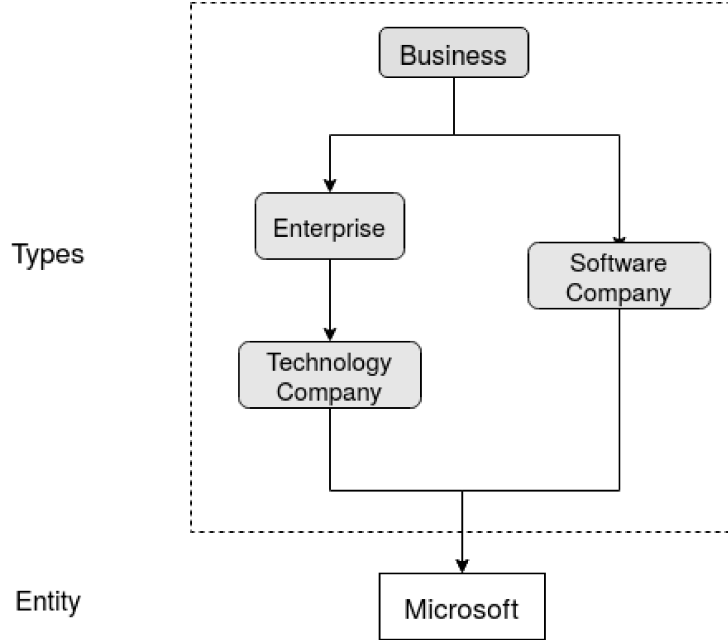 Business
Enterprise
Types
Software
Company
Technology
Company
Entity
Microsoft